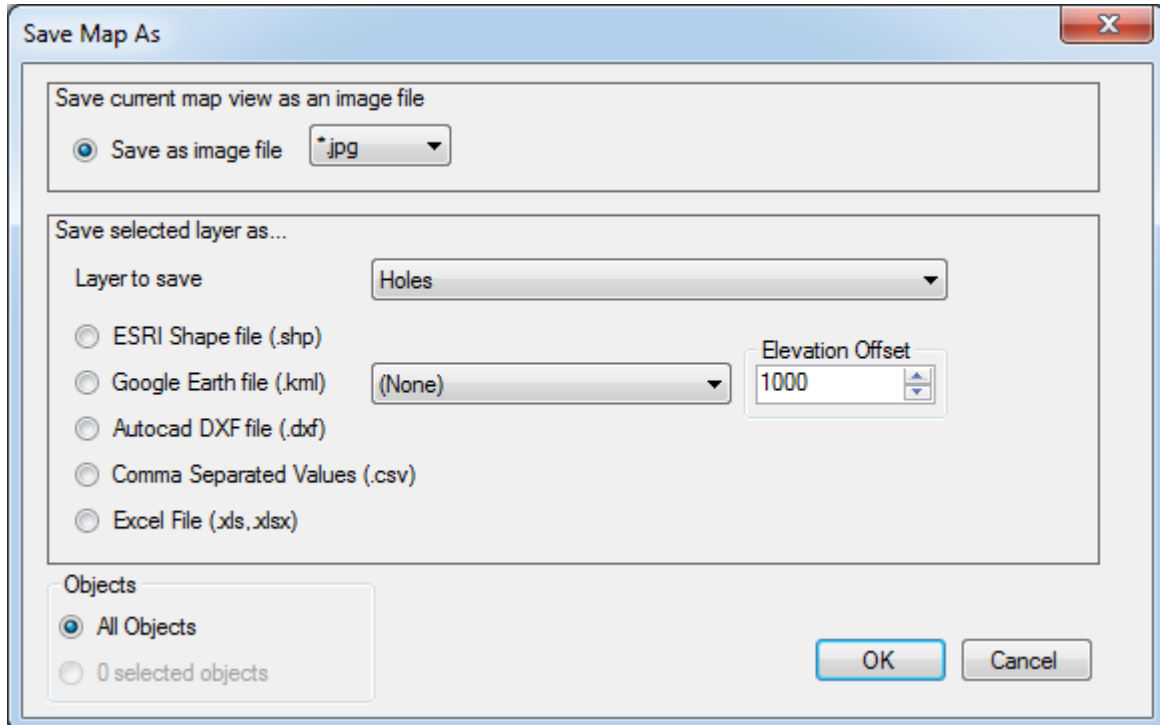 Save Map As
Save current map view as an image file
Save as image file *.jpg
Save selected layer as...
Layer to save Holes
ESRI Shape file (.shp)
Elevation Offset
Google Earth file (.kml) (None) 1000
Autocad DXF file (.dxf)
Comma Separated Values (.csv)
Excel File (.xls,.xlsx)
Objects
All Objects
0 selected objects
OK Cancel